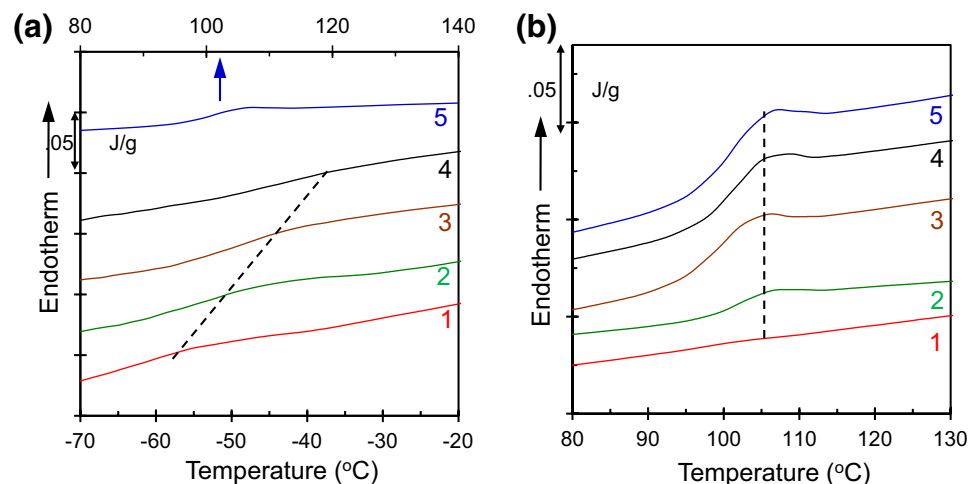 (a)
80 100 120 140
5
.05
J/g
4
3
2
1
Endotherm
-70 -60 -50 -40 -30 -20
Temperature (oC)
(b)
.05
J/g
5
4
3
2
1
Endotherm
80 90 100 110 120 130
Temperature (oC)